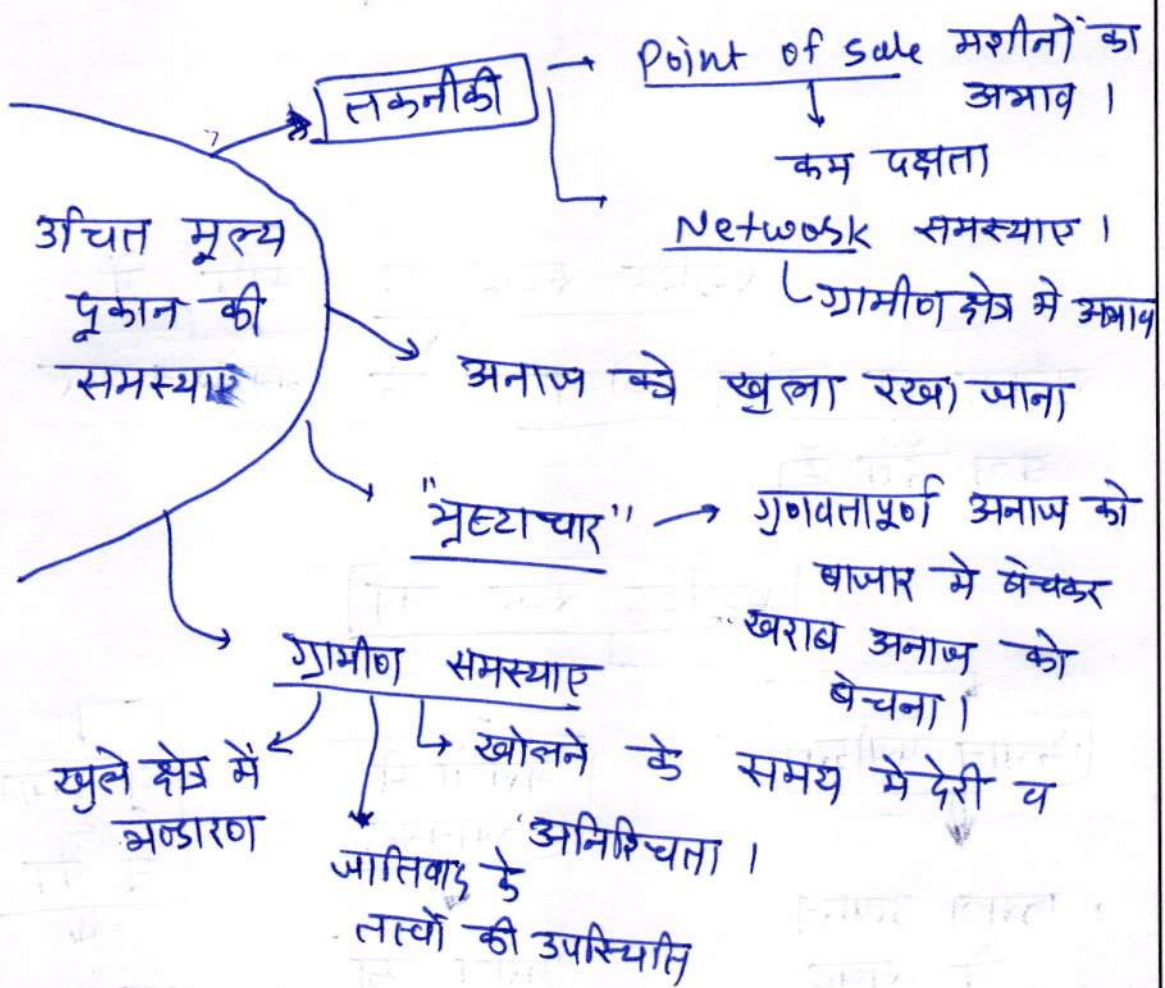 उचित मूल्य
दूकान की
समस्याएं
तकनीकी
Point of Sale मशीनों का
अभाव ।
कम दक्षता
Network समस्याए ।
ग्रामीण क्षेत्र मे अभाव
अनाज को खुला रखा जाना
"भ्रष्टाचार" → गुणवतापूर्ण अनाज को
बाजार मे बेचकर
खराब अनाज को
बेचना ।
ग्रामीण समस्याए
खुले क्षेत्र में
भण्डारण
जातिवाद के
तत्वों की उपस्थिति
खोलने के समय मे देरी व
अनिश्चिता ।